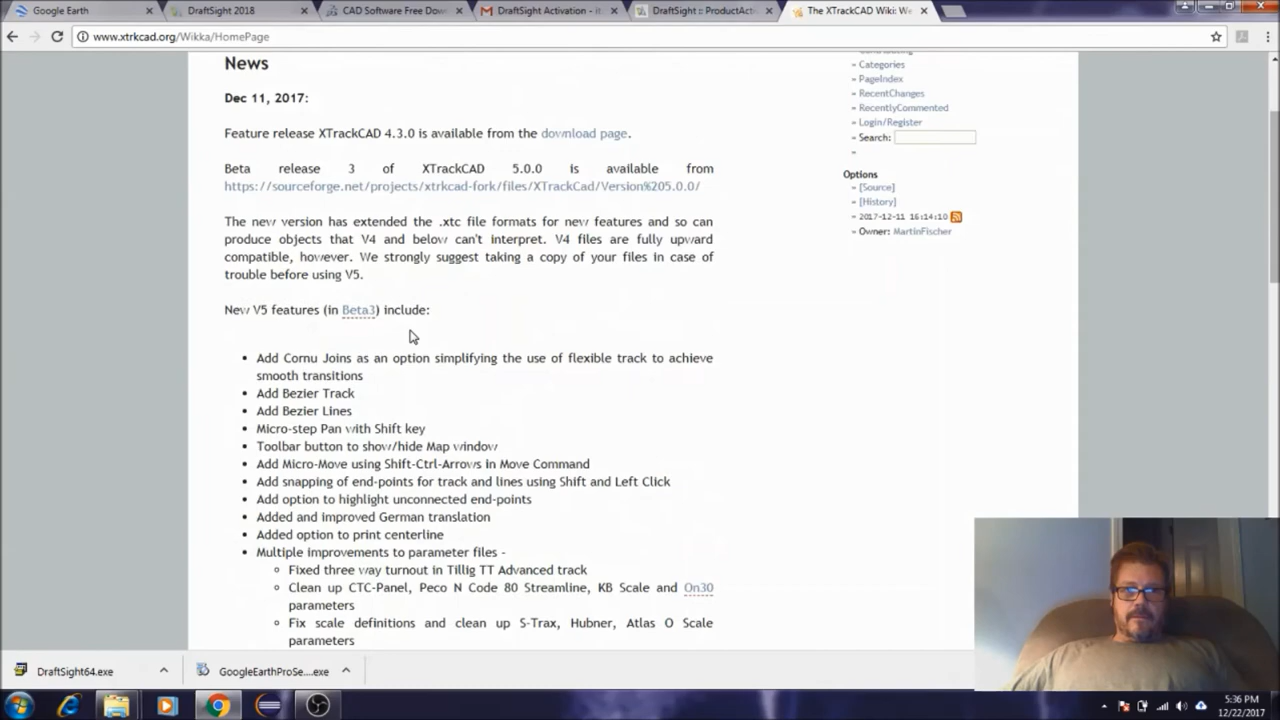 Google Earth
DraftSight 2018
CAD Software Free Dow
DraftSight Activation - it
DraftSight :: ProductActi
The XTrackCAD Wiki: We
www.xtrkcad.org/Wikka/HomePage
News
Dec 11, 2017:
Feature release XTrackCAD 4.3.0 is available from the download page.
Beta release 3 of XTrackCAD 5.0.0 is available from
https://sourceforge.net/projects/xtrkcad-fork/files/XTrackCad/Version%205.0.0/
The new version has extended the .xtc file formats for new features and so can
produce objects that V4 and below can't interpret. V4 files are fully upward
compatible, however. We strongly suggest taking a copy of your files in case of
trouble before using V5.
New V5 features (in Beta3) include:
• Add Cornu Joins as an option simplifying the use of flexible track to achieve
smooth transitions
• Add Bezier Track
• Add Bezier Lines
• Micro-step Pan with Shift key
• Toolbar button to show/hide Map window
• Add Micro-Move using Shift-Ctrl-Arrows in Move Command
• Add snapping of end-points for track and lines using Shift and Left Click
• Add option to highlight unconnected end-points
• Added and improved German translation
• Added option to print centerline
• Multiple improvements to parameter files -
◦ Fixed three way turnout in Tillig TT Advanced track
◦ Clean up CTC-Panel, Peco N Code 80 Streamline, KB Scale and On30
parameters
◦ Fix scale definitions and clean up S-Trax, Hubner, Atlas O Scale
parameters
Categories
PageIndex
RecentChanges
RecentlyCommented
Login/Register
Search:
Options
[Source]
[History]
2017-12-11 16:14:10
Owner: MartinFischer
DraftSight64.exe
GoogleEarthProSe....exe
5:36 PM
12/22/2017